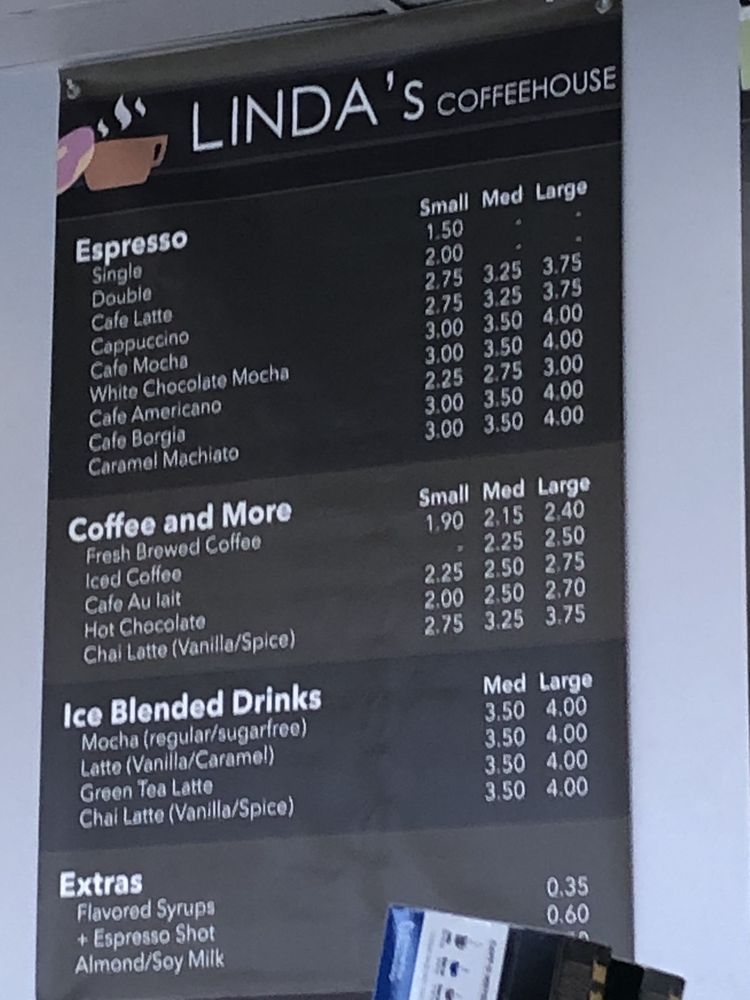 LINDA'S COFFEEHOUSE
Espresso Small Med Large
Single 1.50 - -
Double 2.00 - -
Cafe Latte 2.75 3.25 3.75
Cappuccino 2.75 3.25 3.75
Cafe Mocha 3.00 3.50 4.00
White Chocolate Mocha 3.00 3.50 4.00
Cafe Americano 2.25 2.75 3.00
Cafe Borgia 3.00 3.50 4.00
Caramel Machiato 3.00 3.50 4.00
Coffee and More Small Med Large
Fresh Brewed Coffee 1.90 2.15 2.40
Iced Coffee - 2.25 2.50
Cafe Au lait 2.25 2.50 2.75
Hot Chocolate 2.00 2.50 2.70
Chai Latte (Vanilla/Spice) 2.75 3.25 3.75
Ice Blended Drinks Med Large
Mocha (regular/sugarfree) 3.50 4.00
Latte (Vanilla/Caramel) 3.50 4.00
Green Tea Latte 3.50 4.00
Chai Latte (Vanilla/Spice) 3.50 4.00
Extras
Flavored Syrups 0.35
+ Espresso Shot 0.60
Almond/Soy Milk